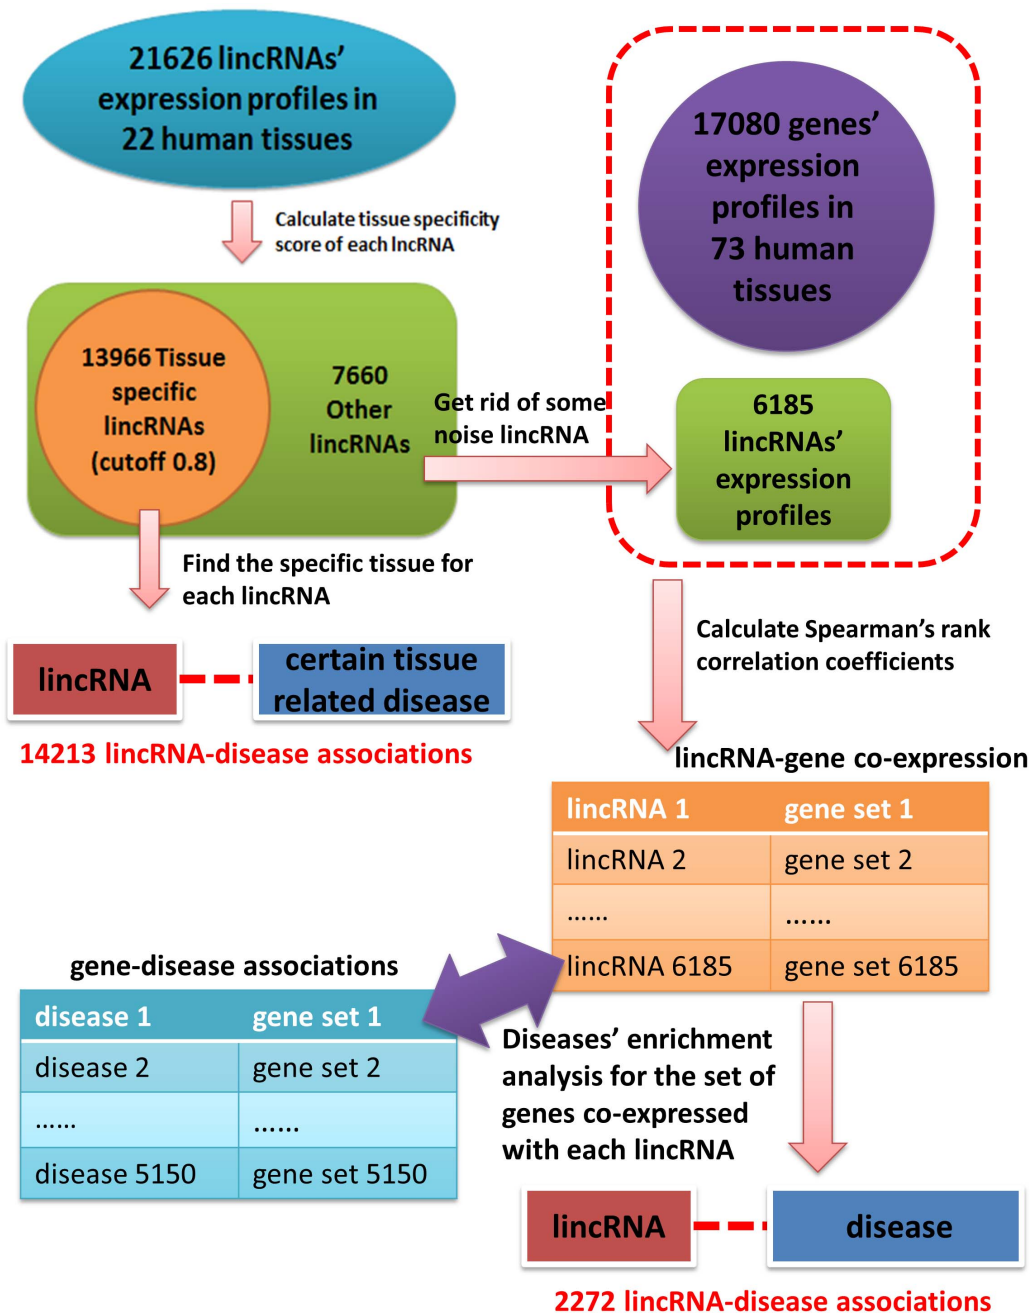 21626 lincRNAs’
expression profiles in
22 human tissues
Calculate tissue specificity
score of each lncRNA
13966 Tissue
specific
lincRNAs
(cutoff 0.8)
7660
Other
lincRNAs
Find the specific tissue for
each lincRNA
lincRNA
certain tissue
related disease
14213 lincRNA-disease associations
Get rid of some
noise lincRNA
17080 genes’
expression
profiles in
73 human
tissues
6185
lincRNAs’
expression
profiles
Calculate Spearman’s rank
correlation coefficients
lincRNA-gene co-expression
lincRNA 1 gene set 1
lincRNA 2 gene set 2
...... ......
lincRNA 6185 gene set 6185
gene-disease associations
disease 1 gene set 1
disease 2 gene set 2
...... ......
disease 5150 gene set 5150
Diseases’ enrichment
analysis for the set of
genes co-expressed
with each lincRNA
lincRNA
disease
2272 lincRNA-disease associations